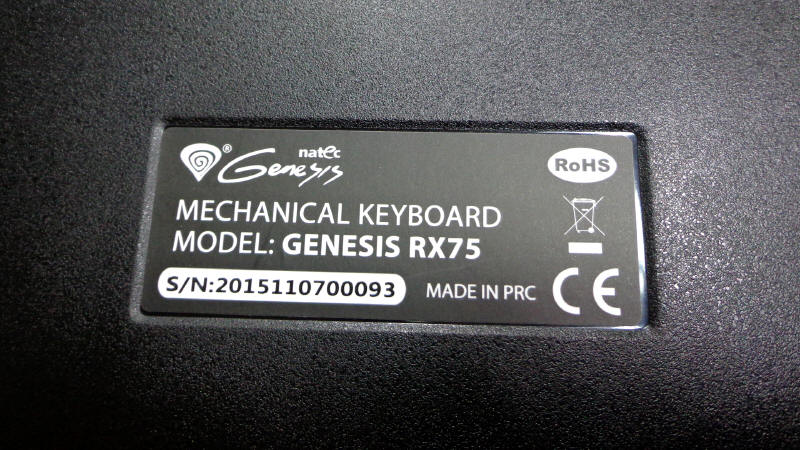 natec
Genesis®
RoHS
MECHANICAL KEYBOARD
MODEL: GENESIS RX75
S/N:2015110700093
MADE IN PRC
CE